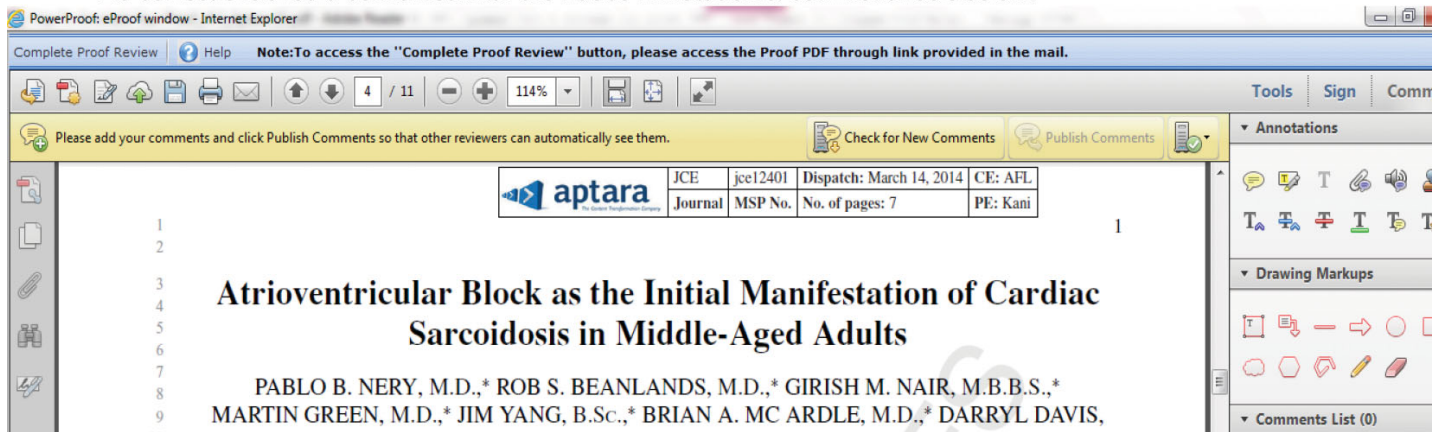 PowerProof: eProof window - Internet Explorer
Complete Proof Review Help Note:To access the "Complete Proof Review" button, please access the Proof PDF through link provided in the mail.
4 / 11 114% Tools Sign Comm
Please add your comments and click Publish Comments so that other reviewers can automatically see them. Check for New Comments Publish Comments
Annotations
aptara JCE jce12401 Dispatch: March 14, 2014 CE: AFL
Journal MSP No. No. of pages: 7 PE: Kani
1 1
2
Drawing Markups
3
4 Atrioventricular Block as the Initial Manifestation of Cardiac
5 Sarcoidosis in Middle-Aged Adults
6
7
8 PABLO B. NERY, M.D.,* ROB S. BEANLANDS, M.D.,* GIRISH M. NAIR, M.B.B.S.,*
9 MARTIN GREEN, M.D.,* JIM YANG, B.Sc.,* BRIAN A. MC ARDLE, M.D.,* DARRYL DAVIS,
Comments List (0)